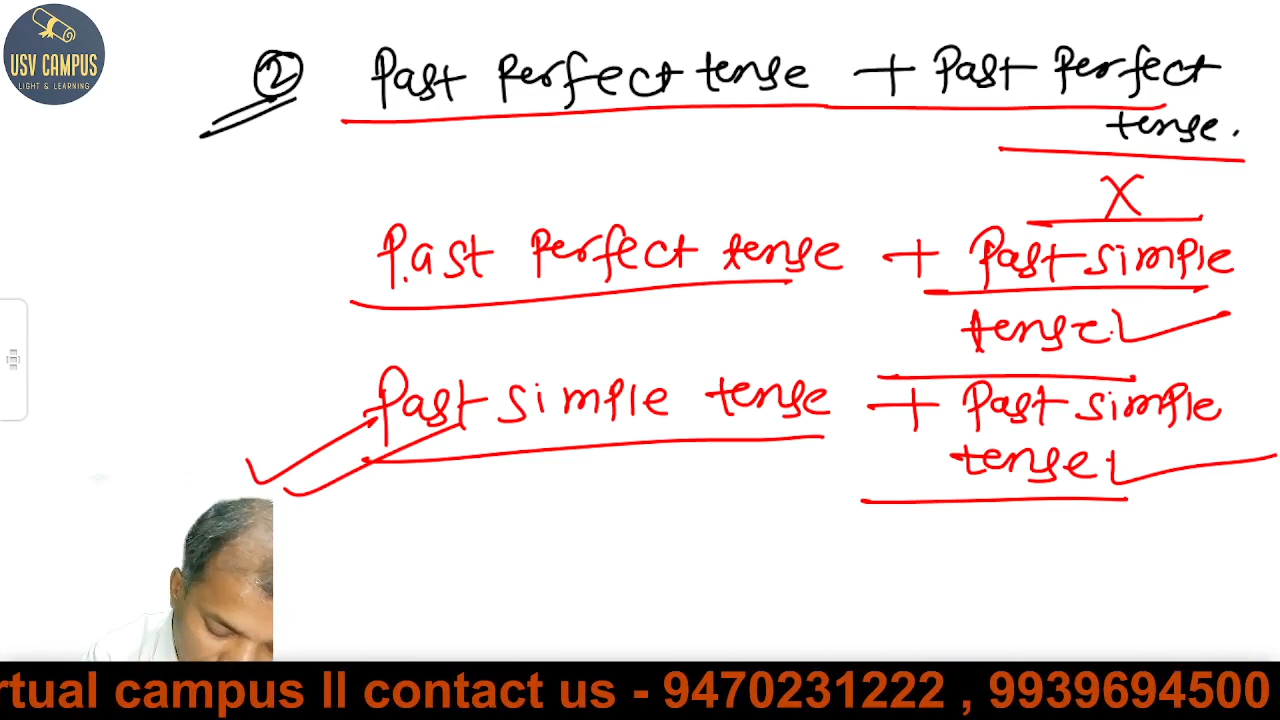 USV CAMPUS
LIGHT & LEARNING
② Past Perfect tense + Past Perfect
tense.
X
Past Perfect tense + Past simple
tense.
Past simple tense + Past simple
tense
rtual campus II contact us - 9470231222 , 9939694500